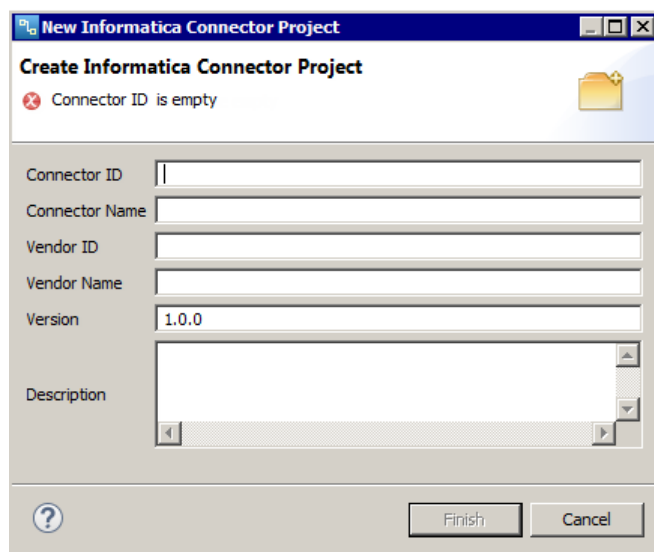 New Informatica Connector Project
Create Informatica Connector Project
Connector ID is empty
Connector ID
Connector Name
Vendor ID
Vendor Name
Version 1.0.0
Description
? Finish Cancel